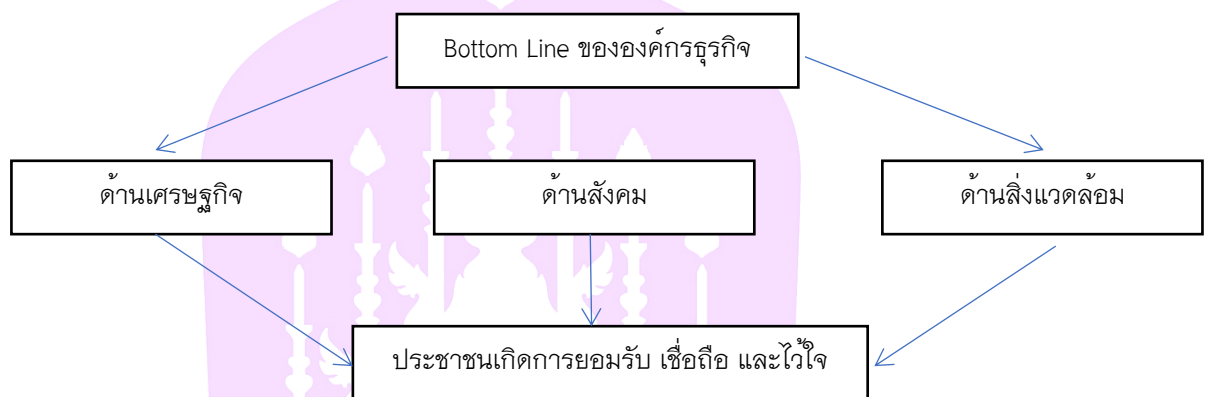 Bottom Line ขององค์กรธุรกิจ
ด้านเศรษฐกิจ
ด้านสังคม
ด้านสิ่งแวดล้อม
ประชาชนเกิดการยอมรับ เชื่อถือ และไว้ใจ